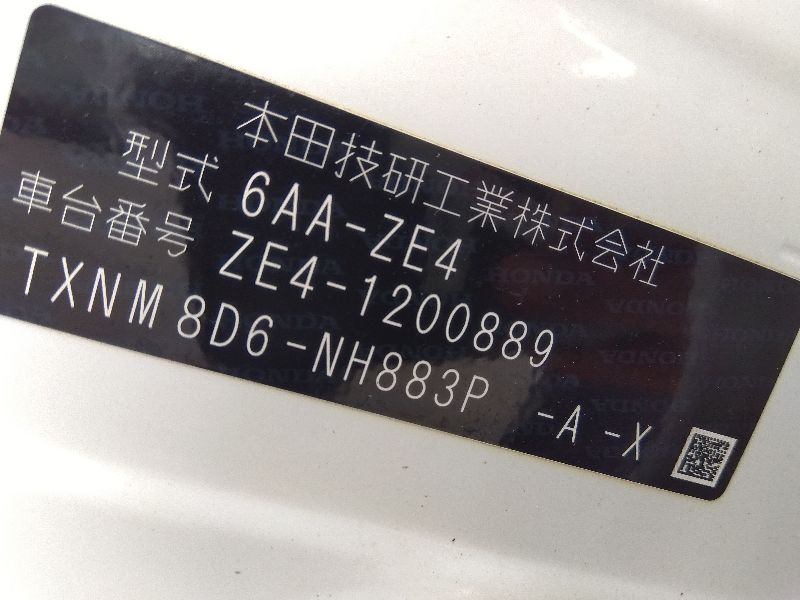 本田技研工業株式会社
型式 6AA-ZE4
車台番号 ZE4-1200889
TXNM 8D6-NH883P -A -X